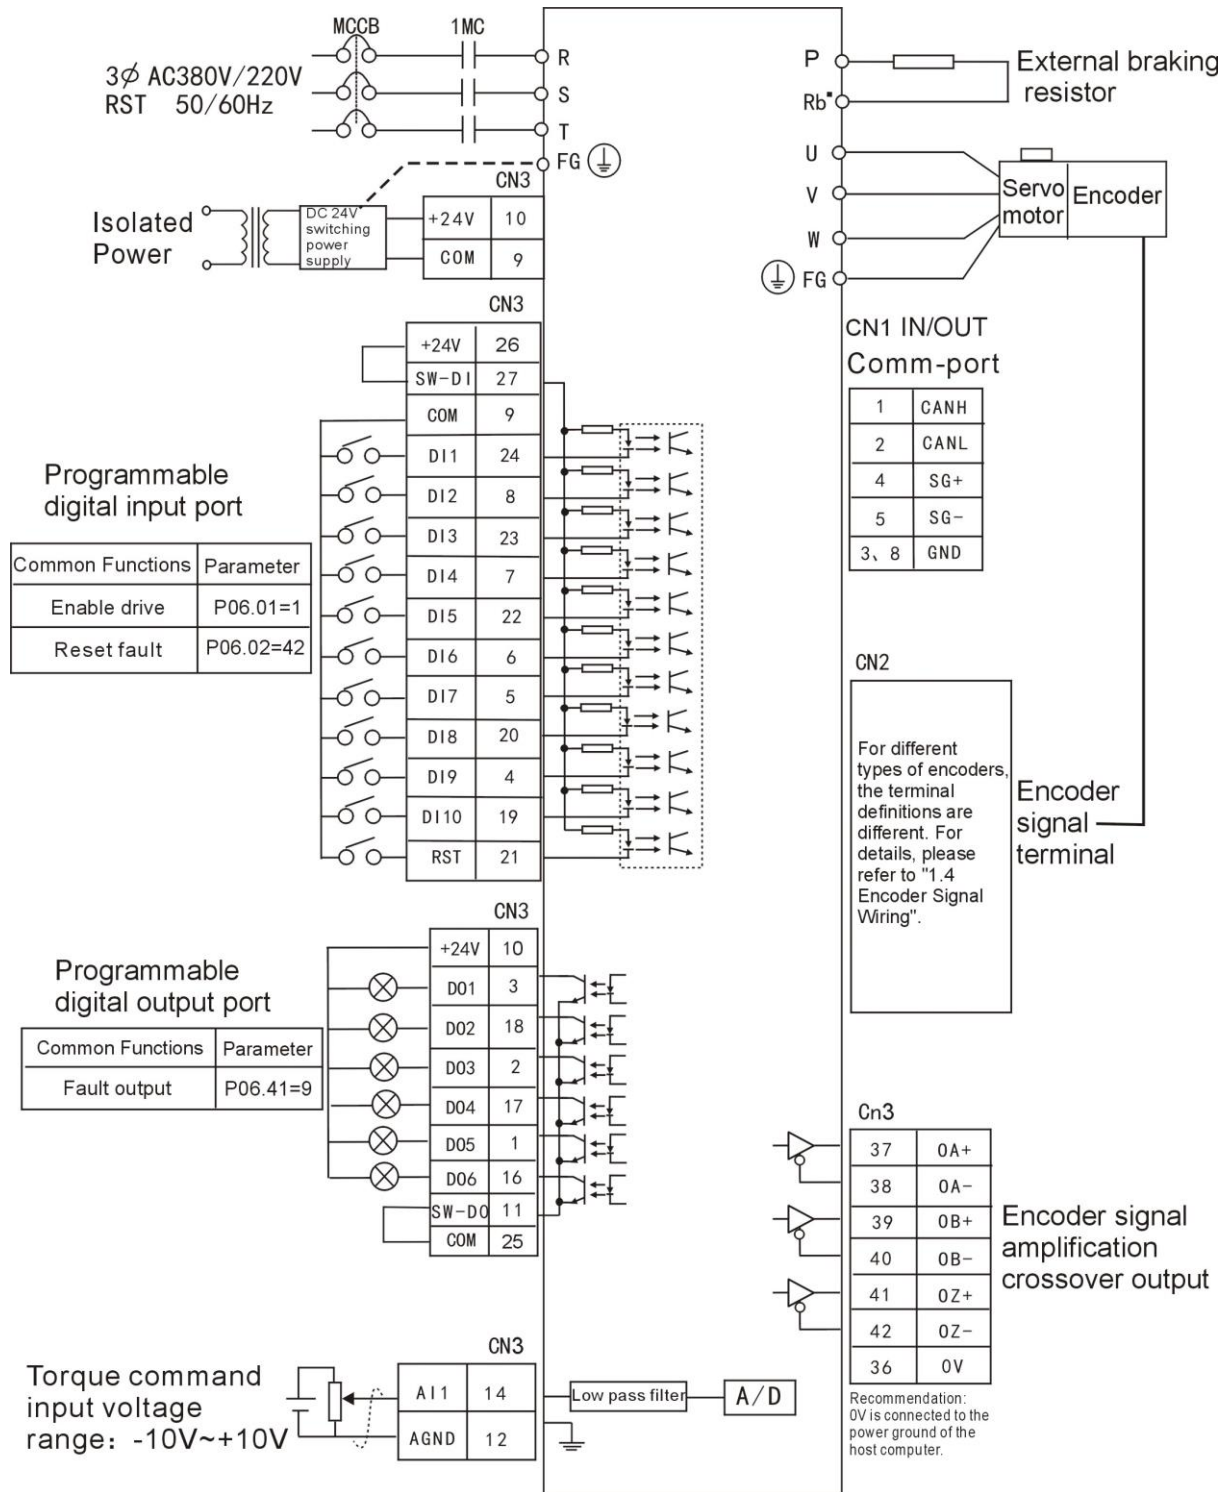 MCCB 1MC
3∅ AC380V/220V
RST 50/60Hz
R
S
T
FG
CN3
Isolated
Power
DC 24V
switching
power
supply
+24V 10
COM 9
CN3
+24V 26
SW-DI 27
COM 9
DI1 24
DI2 8
DI3 23
DI4 7
DI5 22
DI6 6
DI7 5
DI8 20
DI9 4
DI10 19
RST 21
Programmable
digital input port
Common Functions Parameter
Enable drive P06.01=1
Reset fault P06.02=42
CN3
+24V 10
DO1 3
DO2 18
DO3 2
DO4 17
DO5 1
DO6 16
SW-DO 11
COM 25
Programmable
digital output port
Common Functions Parameter
Fault output P06.41=9
CN3
Torque command
input voltage
range: -10V~+10V
AI1 14
AGND 12
Low pass filter
A/D
P
Rb
External braking
resistor
U
V
W
FG
Servo
motor
Encoder
CN1 IN/OUT
Comm-port
1 CANH
2 CANL
4 SG+
5 SG-
3、8 GND
CN2
For different
types of encoders,
the terminal
definitions are
different. For
details, please
refer to "1.4
Encoder Signal
Wiring".
Encoder
signal
terminal
Cn3
37 OA+
38 OA-
39 OB+
40 OB-
41 OZ+
42 OZ-
36 OV
Encoder signal
amplification
crossover output
Recommendation:
0V is connected to the
power ground of the
host computer.